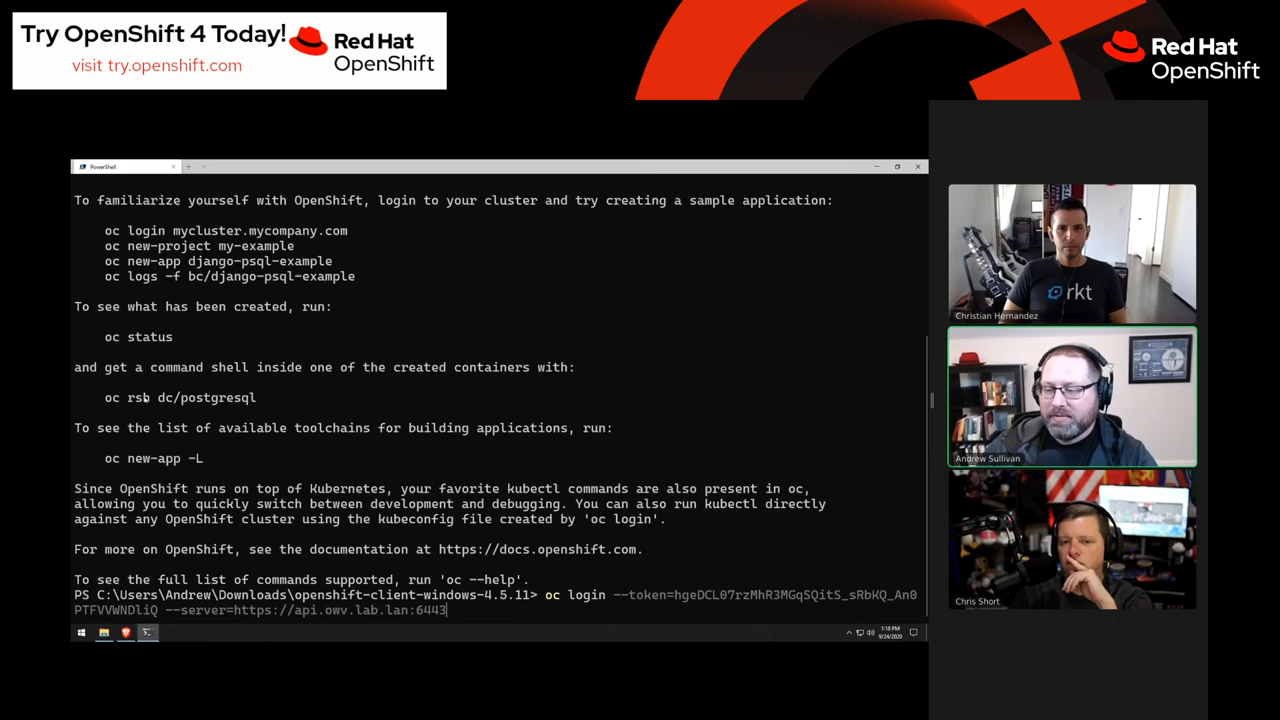 Try OpenShift 4 Today!
visit try.openshift.com
Red Hat
OpenShift
Red Hat
OpenShift
PowerShell
To familiarize yourself with OpenShift, login to your cluster and try creating a sample application:
oc login mycluster.mycompany.com
oc new-project my-example
oc new-app django-psql-example
oc logs -f bc/django-psql-example
To see what has been created, run:
oc status
and get a command shell inside one of the created containers with:
oc rsh dc/postgresql
To see the list of available toolchains for building applications, run:
oc new-app -L
Since OpenShift runs on top of Kubernetes, your favorite kubectl commands are also present in oc,
allowing you to quickly switch between development and debugging. You can also run kubectl directly
against any OpenShift cluster using the kubeconfig file created by 'oc login'.
For more on OpenShift, see the documentation at https://docs.openshift.com.
To see the full list of commands supported, run 'oc --help'.
PS C:\Users\Andrew\Downloads\openshift-client-windows-4.5.11> oc login --token=hgeDCL07rzMhR3MGqSQitS_sRbKQ_An0
PTFVVWNDliQ --server=https://api.owv.lab.lan:6443
1:18 PM
9/24/2020
rkt
Christian Hernandez
Andrew Sullivan
Chris Short